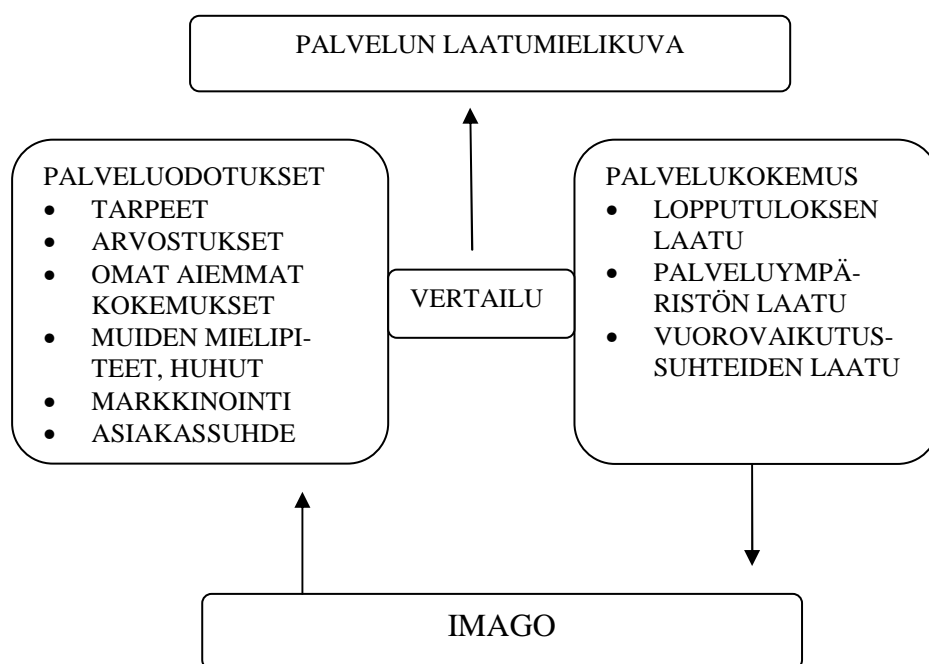 PALVELUN LAATUMIELIKUVA
PALVELUODOTUKSET
• TARPEET
• ARVOSTUKSET
• OMAT AIEMMAT
KOKEMUKSET
• MUIDEN MIELIPI-
TEET, HUHUT
• MARKKINOINTI
• ASIAKASSUHDE
VERTAILU
PALVELUKOKEMUS
• LOPPUTULOKSEN
LAATU
• PALVELUYMPÄ-
RISTÖN LAATU
• VUOROVAIKUTUS-
SUHTEIDEN LAATU
IMAGO